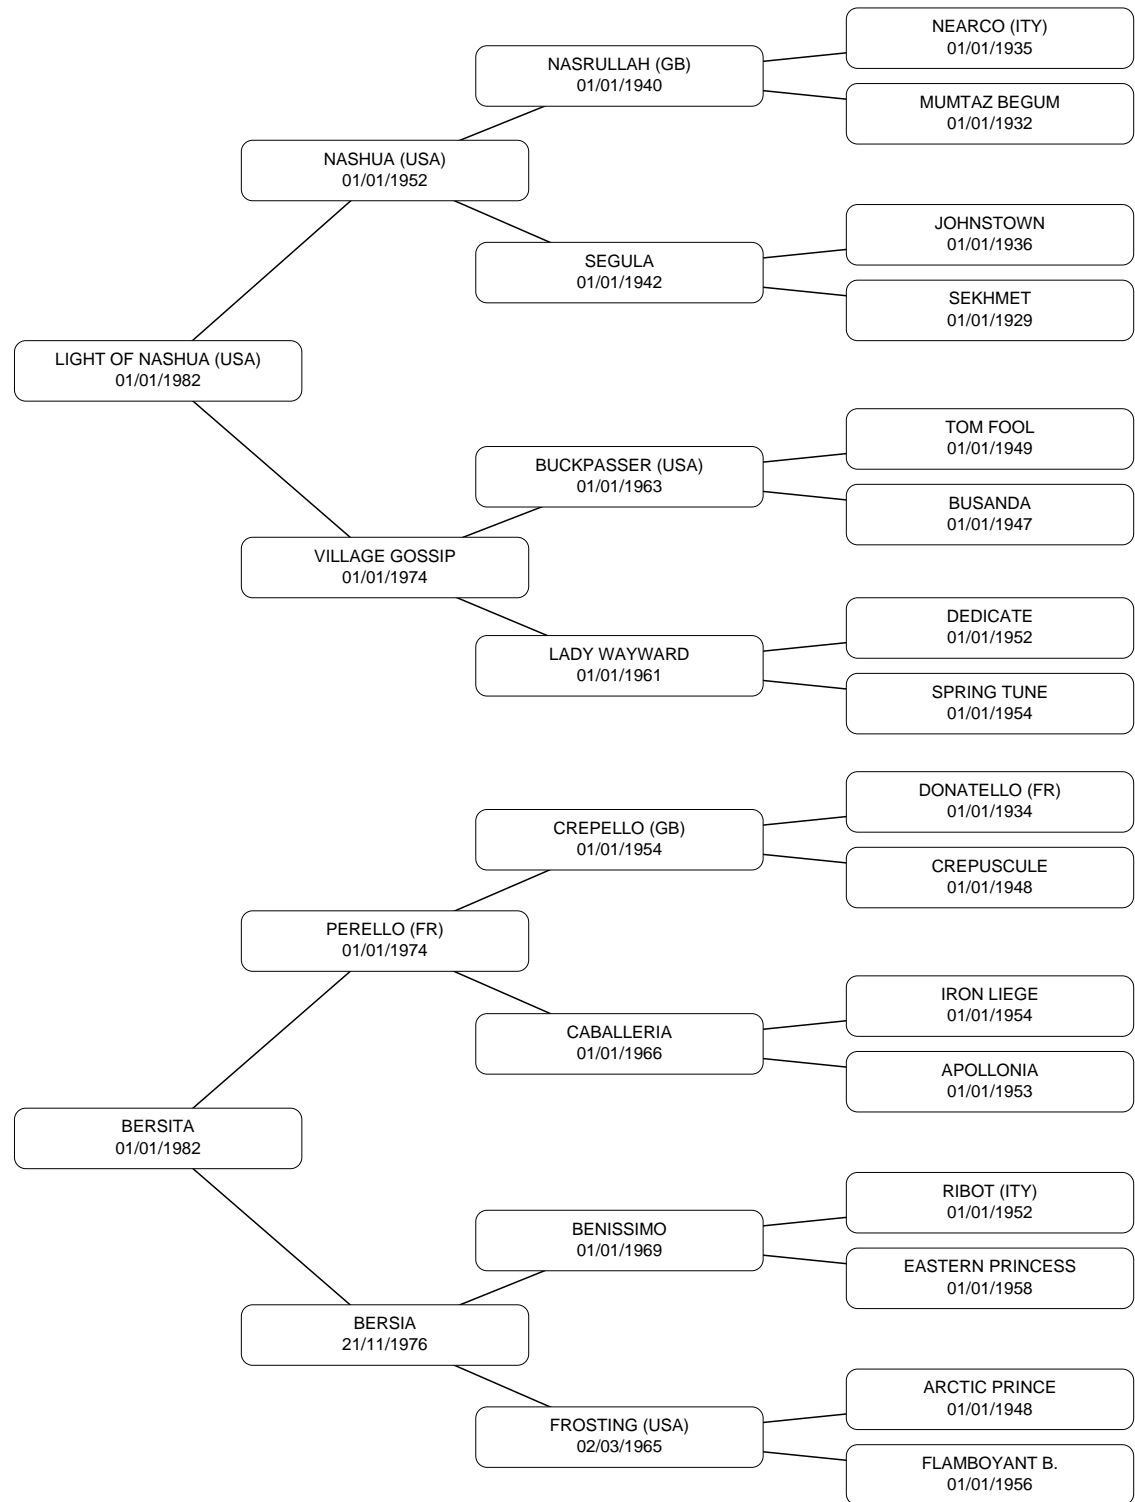 NEARCO (ITY)
01/01/1935
NASRULLAH (GB)
01/01/1940
MUMTAZ BEGUM
01/01/1932
NASHUA (USA)
01/01/1952
JOHNSTOWN
01/01/1936
SEGULA
01/01/1942
SEKHMET
01/01/1929
LIGHT OF NASHUA (USA)
01/01/1982
TOM FOOL
01/01/1949
BUCKPASSER (USA)
01/01/1963
BUSANDA
01/01/1947
VILLAGE GOSSIP
01/01/1974
DEDICATE
01/01/1952
LADY WAYWARD
01/01/1961
SPRING TUNE
01/01/1954
DONATELLO (FR)
01/01/1934
CREPELLO (GB)
01/01/1954
CREPUSCULE
01/01/1948
PERELLO (FR)
01/01/1974
IRON LIEGE
01/01/1954
CABALLERIA
01/01/1966
APOLLONIA
01/01/1953
BERSITA
01/01/1982
RIBOT (ITY)
01/01/1952
BENISSIMO
01/01/1969
EASTERN PRINCESS
01/01/1958
BERSIA
21/11/1976
ARCTIC PRINCE
01/01/1948
FROSTING (USA)
02/03/1965
FLAMBOYANT B.
01/01/1956